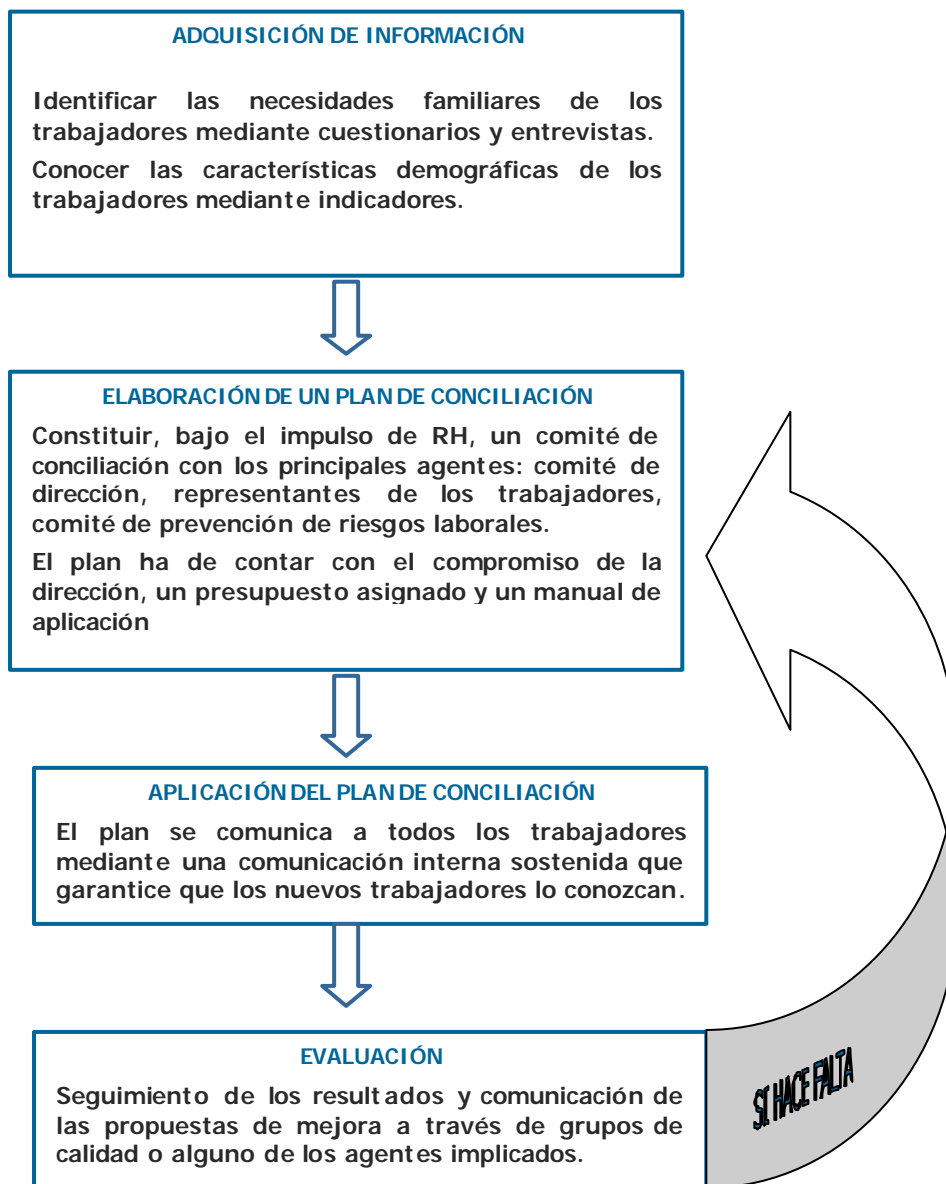 ADQUISICIÓN DE INFORMACIÓN
Identificar las necesidades familiares de los
trabajadores mediante cuestionarios y entrevistas.
Conocer las características demográficas de los
trabajadores mediante indicadores.
ELABORACIÓN DE UN PLAN DE CONCILIACIÓN
Constituir, bajo el impulso de RH, un comité de
conciliación con los principales agentes: comité de
dirección, representantes de los trabajadores,
comité de prevención de riesgos laborales.
El plan ha de contar con el compromiso de la
dirección, un presupuesto asignado y un manual de
aplicación
APLICACIÓN DEL PLAN DE CONCILIACIÓN
El plan se comunica a todos los trabajadores
mediante una comunicación interna sostenida que
garantice que los nuevos trabajadores lo conozcan.
EVALUACIÓN
Seguimiento de los resultados y comunicación de
las propuestas de mejora a través de grupos de
calidad o alguno de los agentes implicados.
SI HACE FALTA